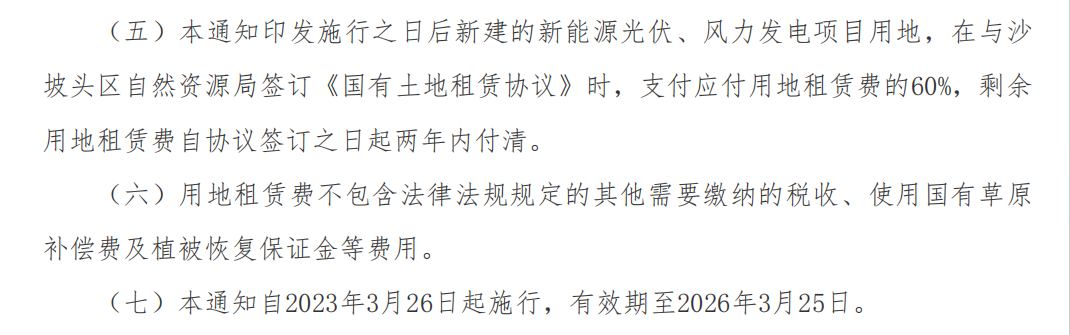 （五）本通知印发施行之日后新建的新能源光伏、风力发电项目用地，在与沙
坡头区自然资源局签订《国有土地租赁协议》时，支付应付用地租赁费的60%，剩余
用地租赁费自协议签订之日起两年内付清。
（六）用地租赁费不包含法律法规规定的其他需要缴纳的税收、使用国有草原
补偿费及植被恢复保证金等费用。
（七）本通知自2023年3月26日起施行，有效期至2026年3月25日。